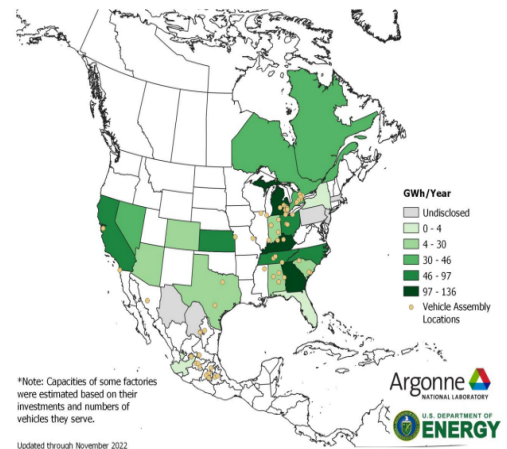 GWh/Year
Undisclosed
0 - 4
4 - 30
30 - 46
46 - 97
97 - 136
Vehicle Assembly
Locations
*Note: Capacities of some factories
were estimated based on their
investments and numbers of
vehicles they serve.
Argonne
NATIONAL LABORATORY
U.S. DEPARTMENT OF
ENERGY
Updated through November 2022